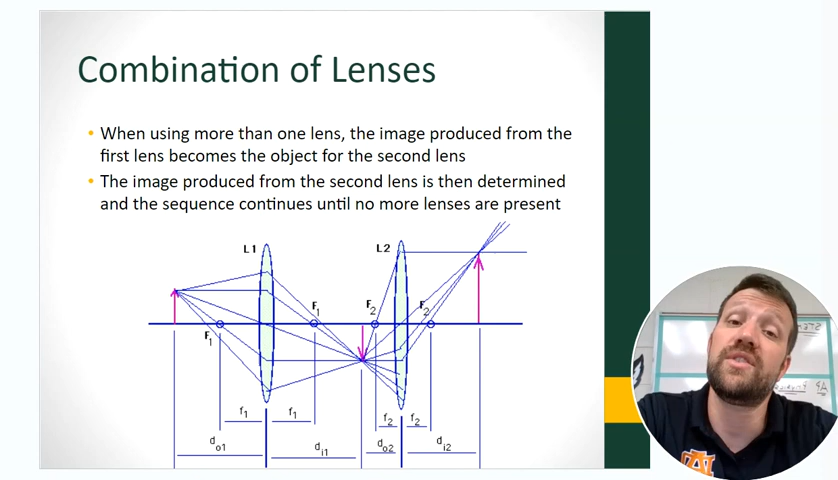 Combination of Lenses
• When using more than one lens, the image produced from the
first lens becomes the object for the second lens
• The image produced from the second lens is then determined
and the sequence continues until no more lenses are present
L1
L2
F1
F2
F2
F1
f1
f1
f2
f2
do1
di1
do2
di2